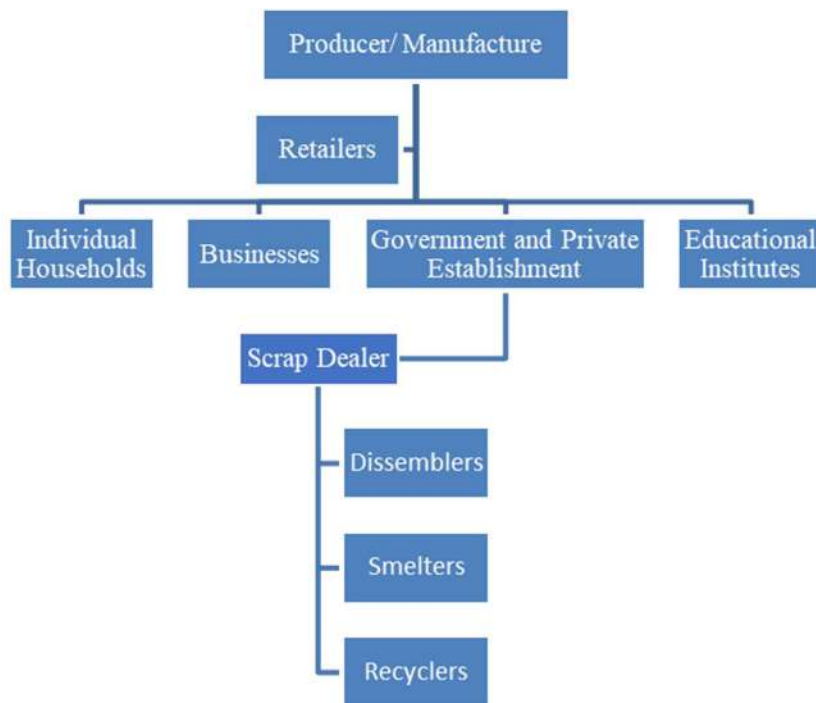 Producer/ Manufacture
Retailers
Individual
Households
Businesses
Government and Private
Establishment
Educational
Institutes
Scrap Dealer
Dissemblers
Smelters
Recyclers